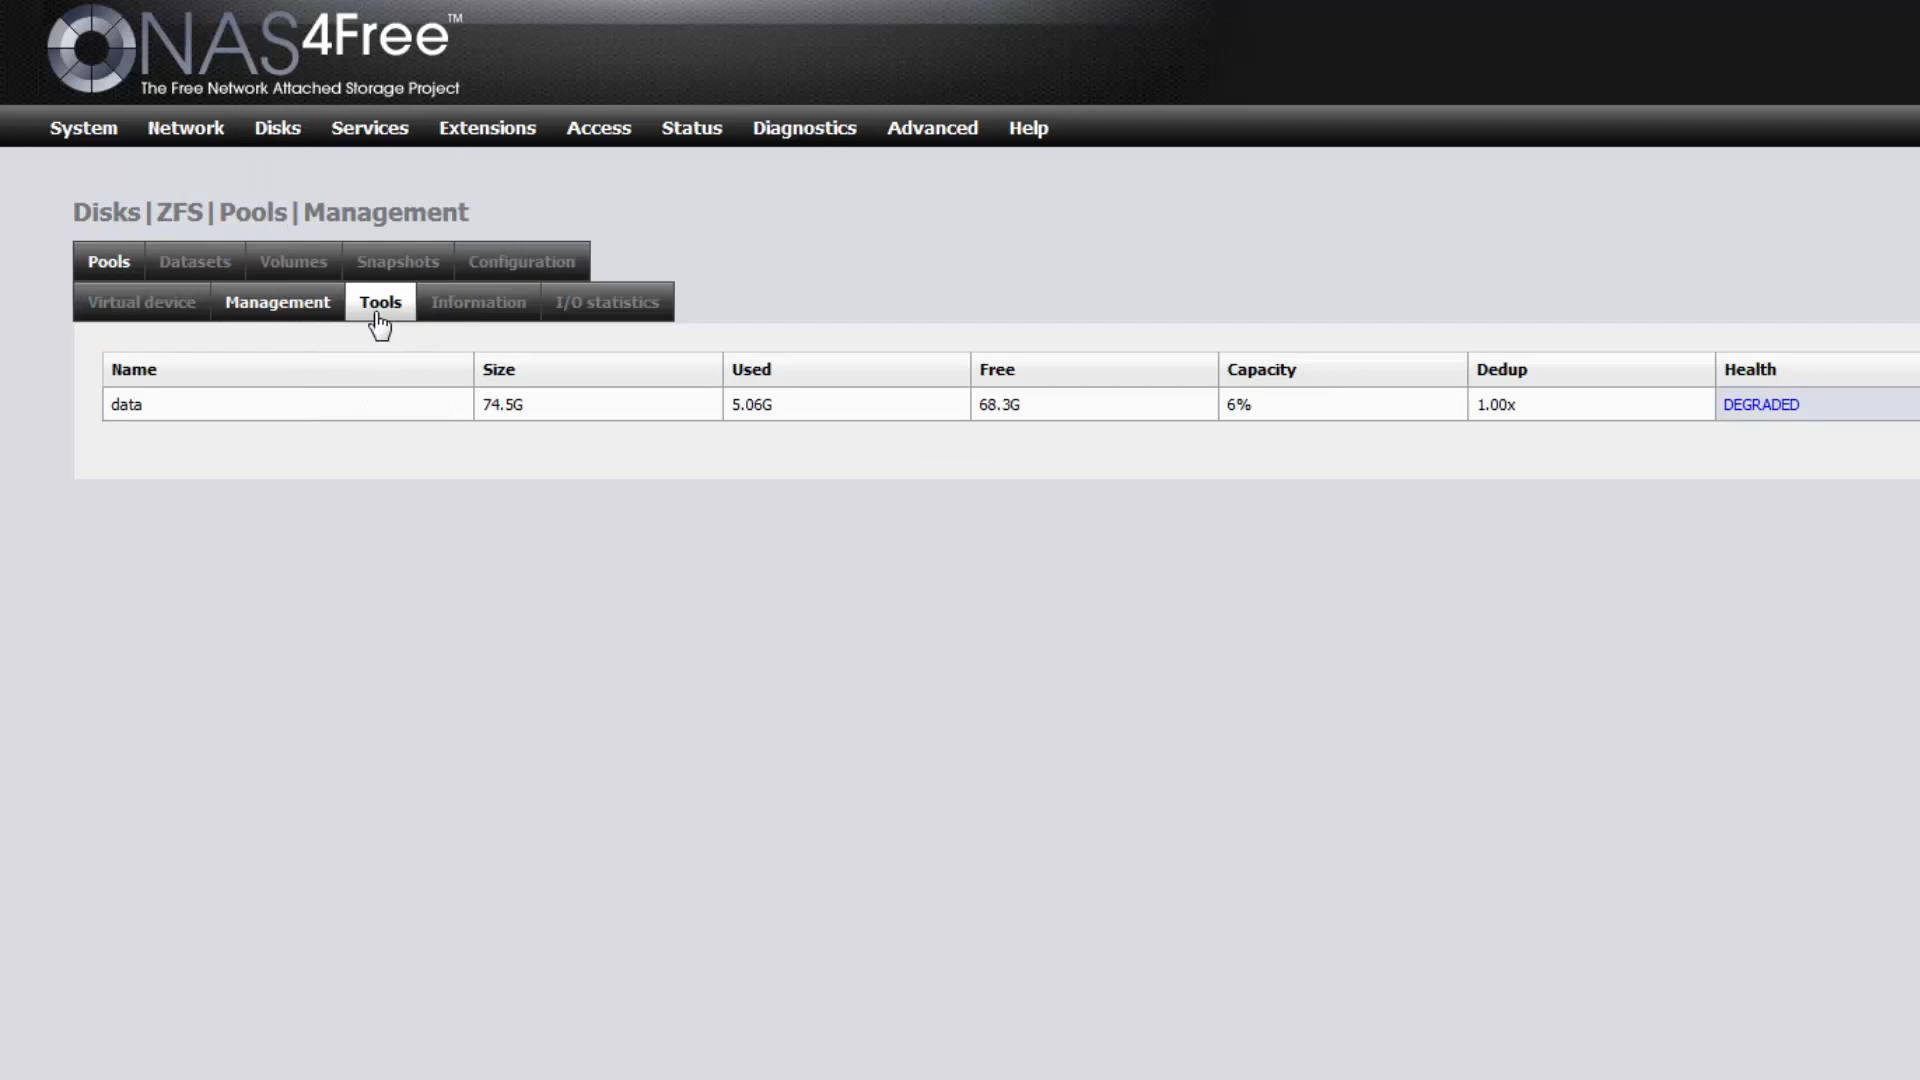 NAS4Free™
The Free Network Attached Storage Project
System Network Disks Services Extensions Access Status Diagnostics Advanced Help
Disks|ZFS|Pools|Management
Pools Datasets Volumes Snapshots Configuration
Virtual device Management Tools Information I/O statistics
Name Size Used Free Capacity Dedup Health
data 74.5G 5.06G 68.3G 6% 1.00x DEGRADED